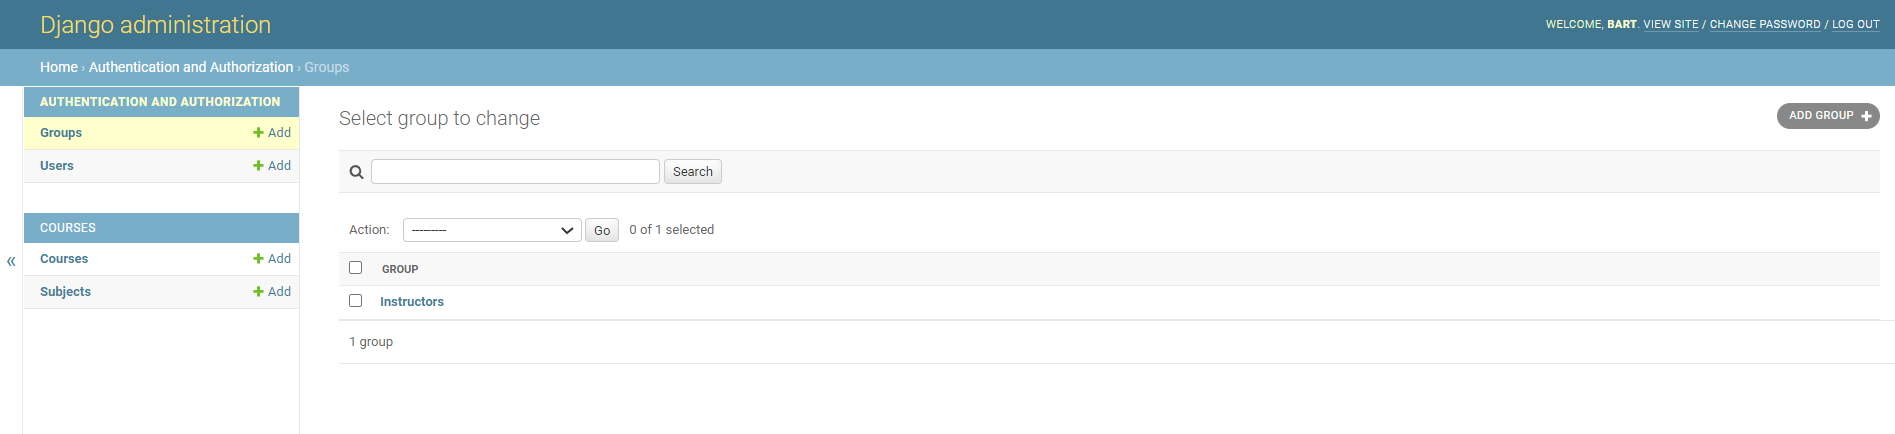 Django administration
WELCOME, BART. VIEW SITE / CHANGE PASSWORD / LOG OUT
Home › Authentication and Authorization › Groups
AUTHENTICATION AND AUTHORIZATION
Groups + Add
Users + Add
COURSES
Courses + Add
Subjects + Add
«
Select group to change
ADD GROUP +
Search
Action: --------- Go 0 of 1 selected
GROUP
Instructors
1 group